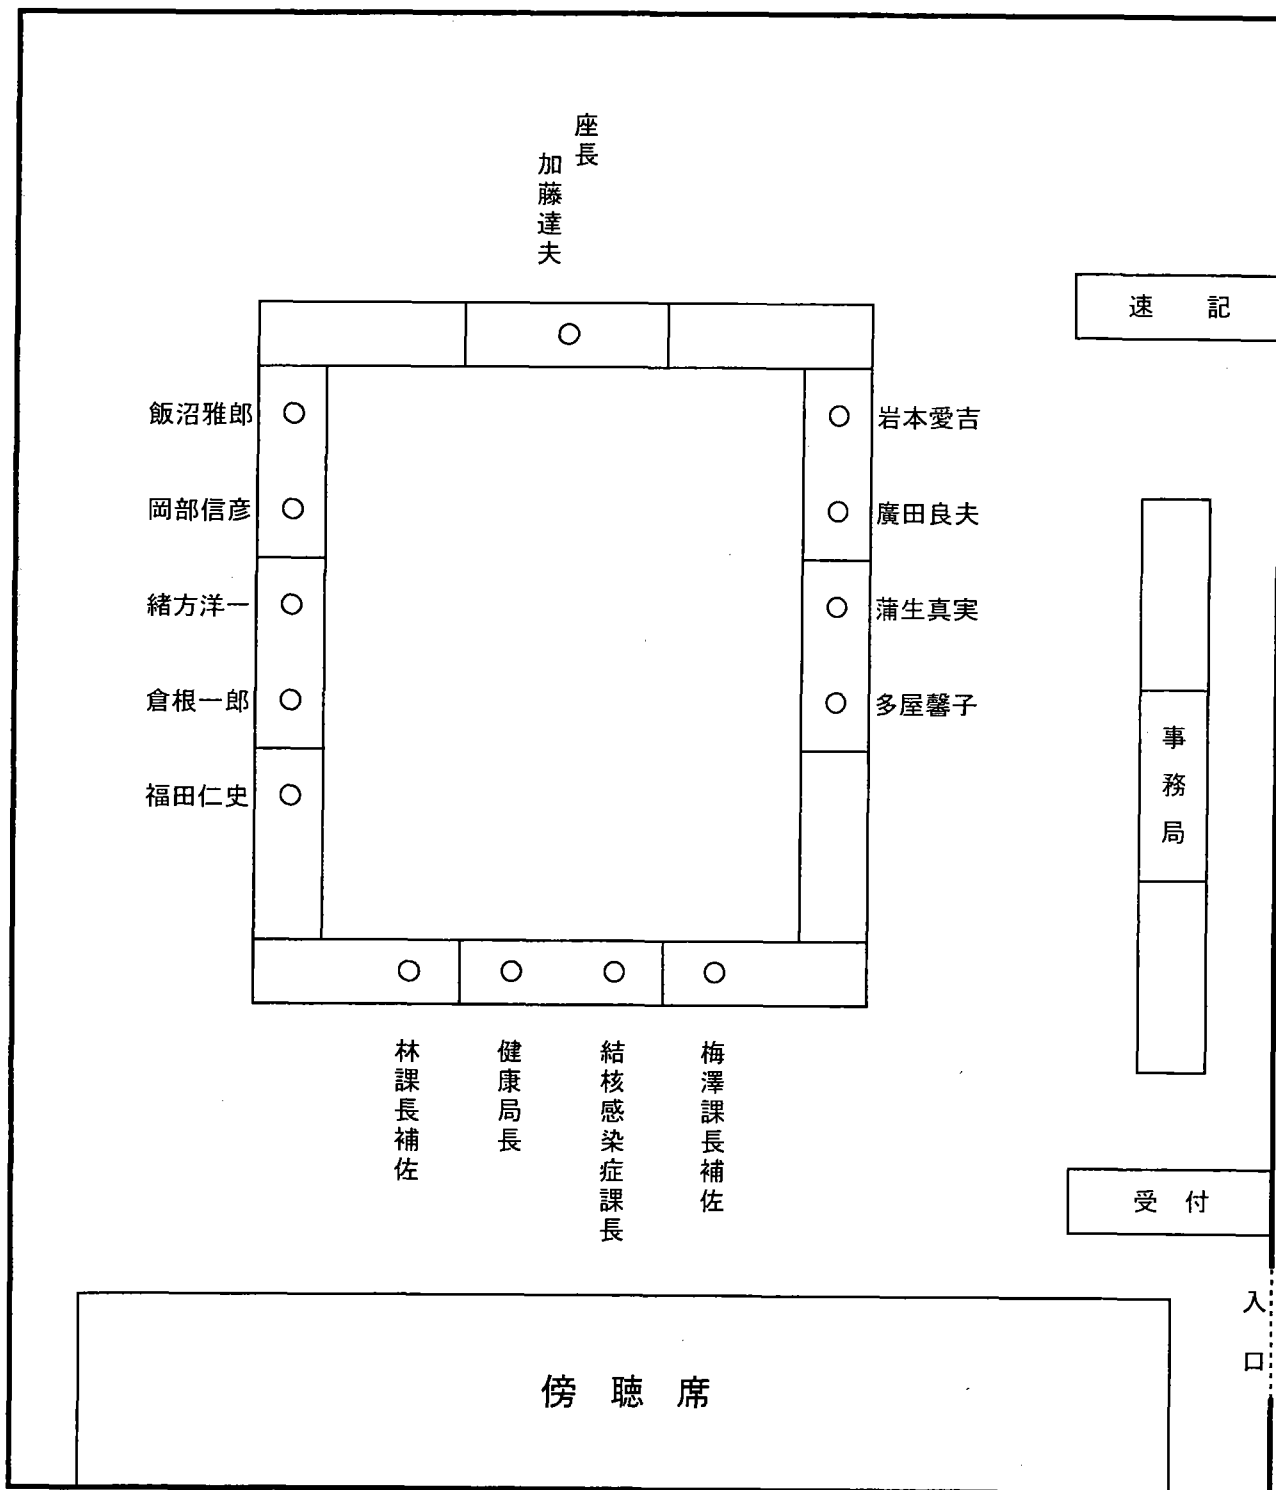 座長
加藤達夫
速記
飯沼雅郎
岩本愛吉
岡部信彦
廣田良夫
緒方洋一
蒲生真実
倉根一郎
多屋馨子
福田仁史
事務局
林課長補佐
健康局長
結核感染症課長
梅澤課長補佐
受付
入口
傍聴席